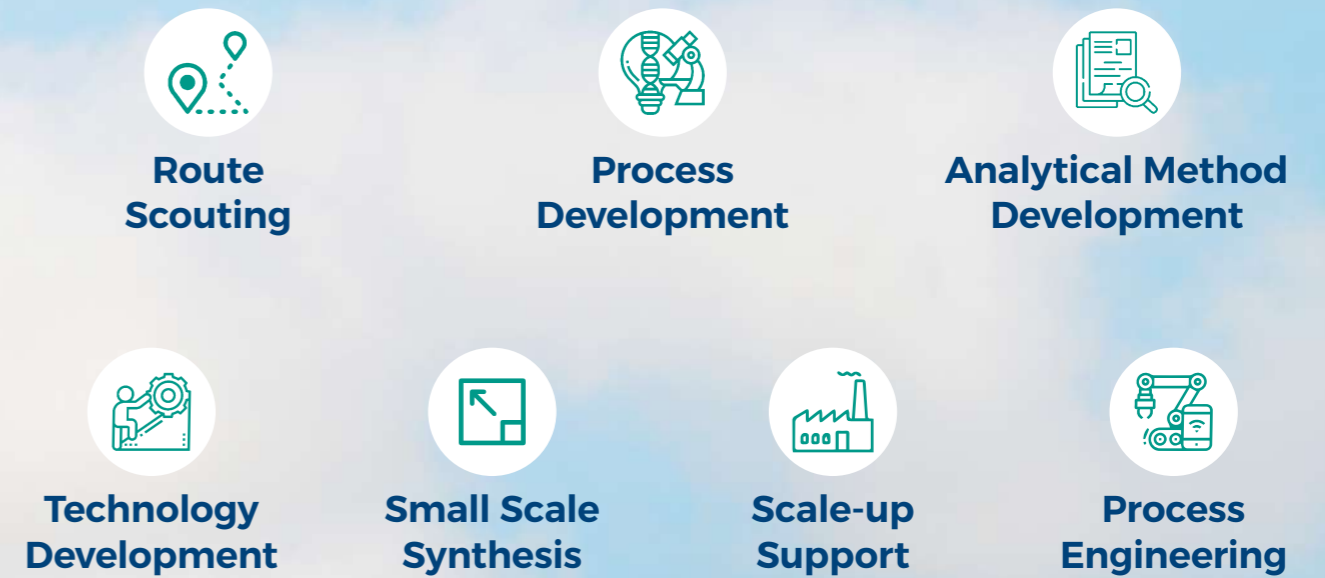 Route
Scouting
Process
Development
Analytical Method
Development
Technology
Development
Small Scale
Synthesis
Scale-up
Support
Process
Engineering